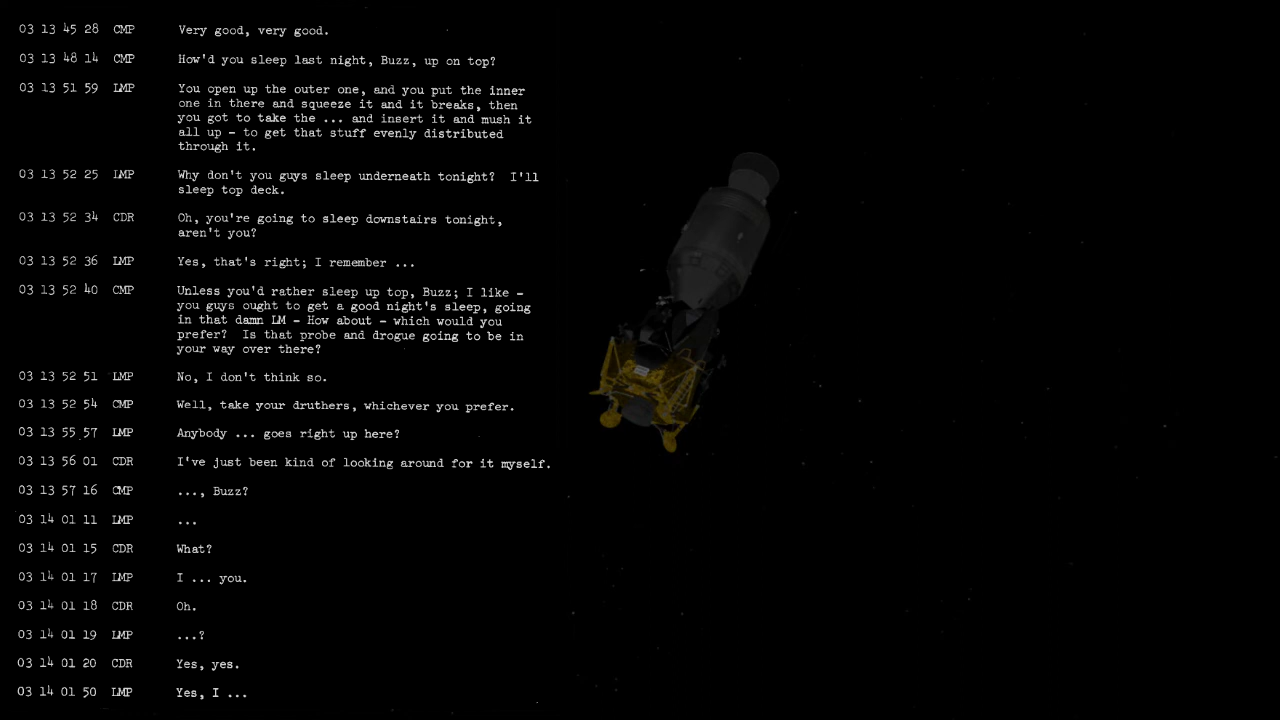 03 13 45 28 CMP Very good, very good.
03 13 48 14 CMP How'd you sleep last night, Buzz, up on top?
03 13 51 59 LMP You open up the outer one, and you put the inner
one in there and squeeze it and it breaks, then
you got to take the ... and insert it and mush it
all up - to get that stuff evenly distributed
through it.
03 13 52 25 LMP Why don't you guys sleep underneath tonight? I'll
sleep top deck.
03 13 52 34 CDR Oh, you're going to sleep downstairs tonight,
aren't you?
03 13 52 36 LMP Yes, that's right; I remember ...
03 13 52 40 CMP Unless you'd rather sleep up top, Buzz; I like -
you guys ought to get a good night's sleep, going
in that damn LM - How about - which would you
prefer? Is that probe and drogue going to be in
your way over there?
03 13 52 51 LMP No, I don't think so.
03 13 52 54 CMP Well, take your druthers, whichever you prefer.
03 13 55 57 LMP Anybody ... goes right up here?
03 13 56 01 CDR I've just been kind of looking around for it myself.
03 13 57 16 CMP ..., Buzz?
03 14 01 11 LMP ...
03 14 01 15 CDR What?
03 14 01 17 LMP I ... you.
03 14 01 18 CDR Oh.
03 14 01 19 LMP ...?
03 14 01 20 CDR Yes, yes.
03 14 01 50 LMP Yes, I ...